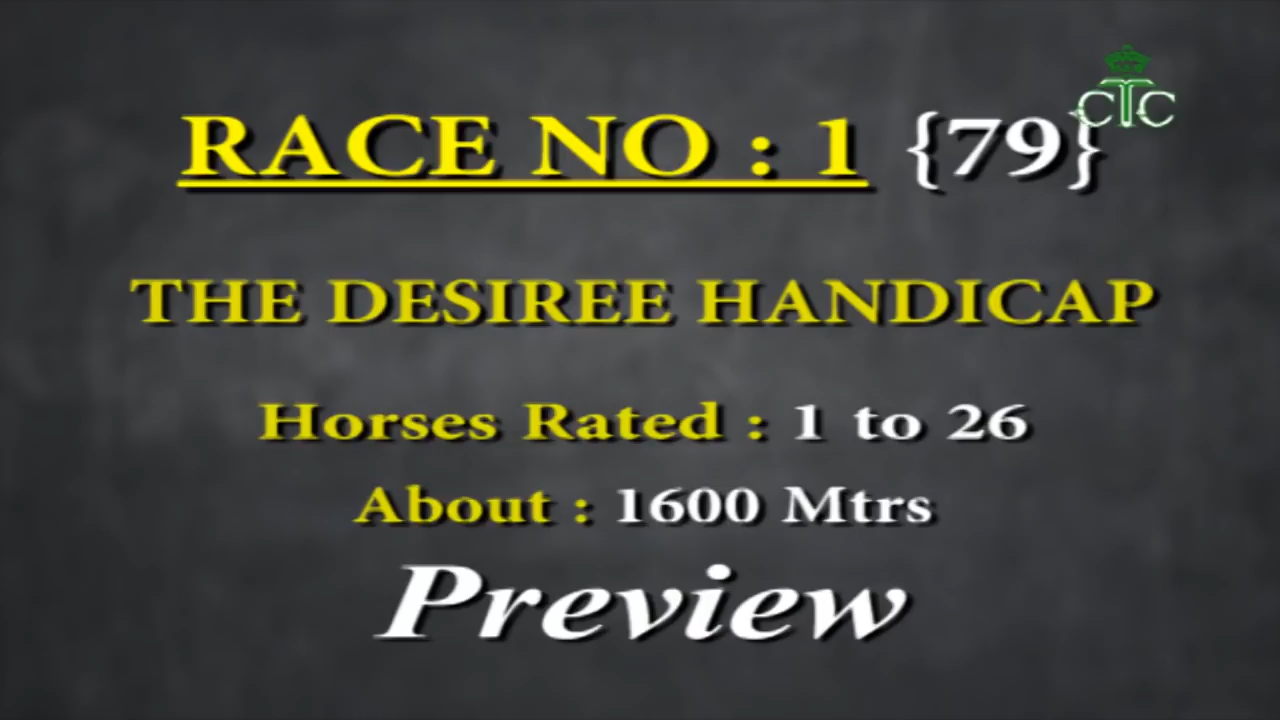 CTC
RACE NO : 1 {79}
THE DESIREE HANDICAP
Horses Rated : 1 to 26
About : 1600 Mtrs
Preview